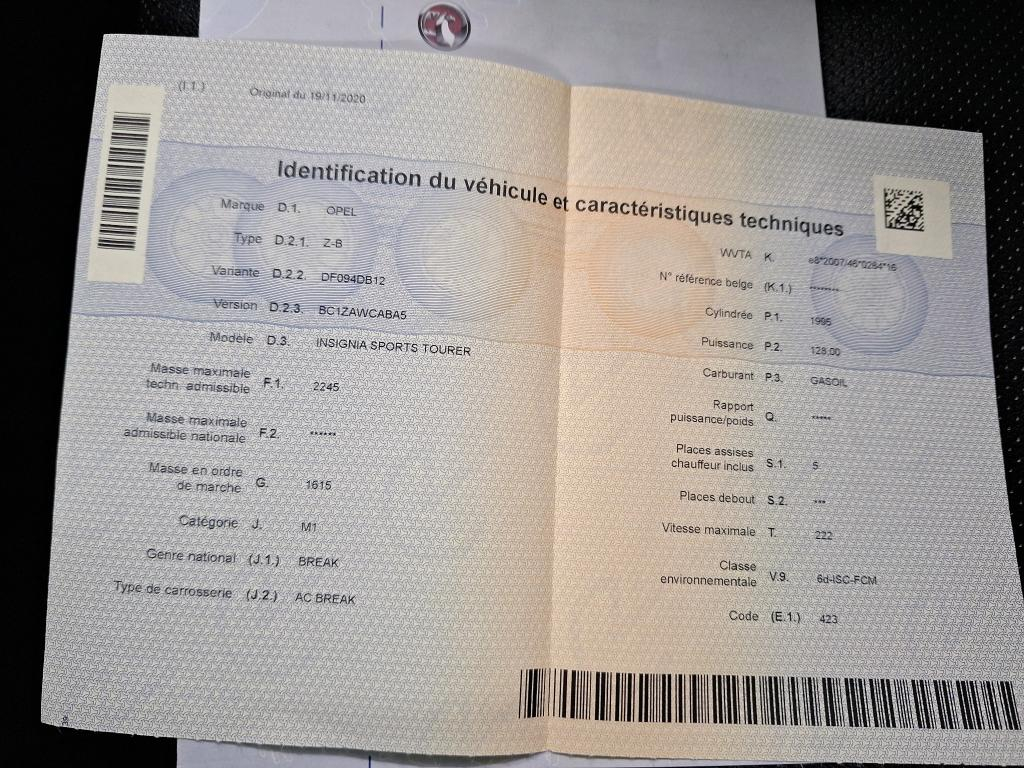 (I.1.) Original du 19/11/2020
Identification du véhicule et caractéristiques techniques
Marque D.1. OPEL
Type D.2.1. Z-B
Variante D.2.2. DF094DB12
Version D.2.3. BC1ZAWCABA5
Modèle D.3. INSIGNIA SPORTS TOURER
Masse maximale
techn. admissible F.1. 2245
Masse maximale
admissible nationale F.2. ******
Masse en ordre
de marche G. 1615
Catégorie J. M1
Genre national (J.1.) BREAK
Type de carrosserie (J.2.) AC BREAK
WVTA K. e8*2007/46*0264*16
N° référence belge (K.1.) ********
Cylindrée P.1. 1995
Puissance P.2. 128,00
Carburant P.3. GASOIL
Rapport
puissance/poids Q. *****
Places assises
chauffeur inclus S.1. 5
Places debout S.2. ***
Vitesse maximale T. 222
Classe
environnementale V.9. 6d-ISC-FCM
Code (E.1.) 423